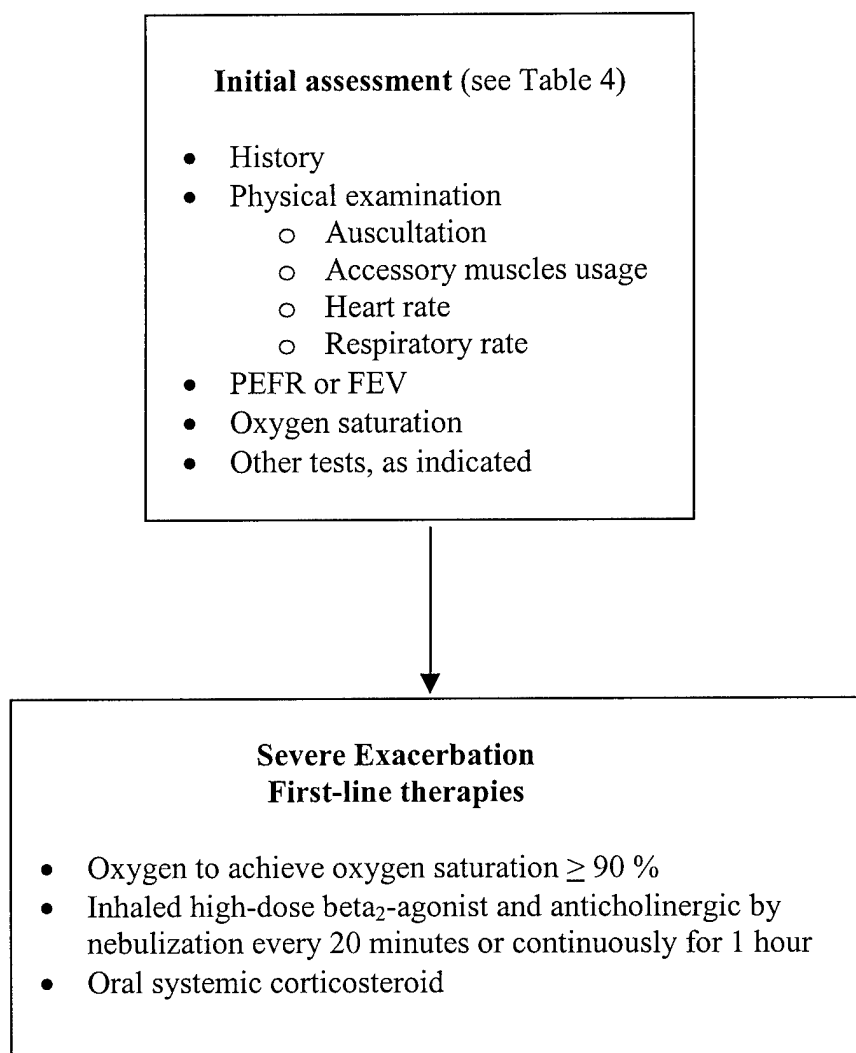 Initial assessment (see Table 4)
• History
• Physical examination
o Auscultation
o Accessory muscles usage
o Heart rate
o Respiratory rate
• PEFR or FEV
• Oxygen saturation
• Other tests, as indicated
Severe Exacerbation
First-line therapies
• Oxygen to achieve oxygen saturation ≥ 90 %
• Inhaled high-dose beta₂-agonist and anticholinergic by
nebulization every 20 minutes or continuously for 1 hour
• Oral systemic corticosteroid